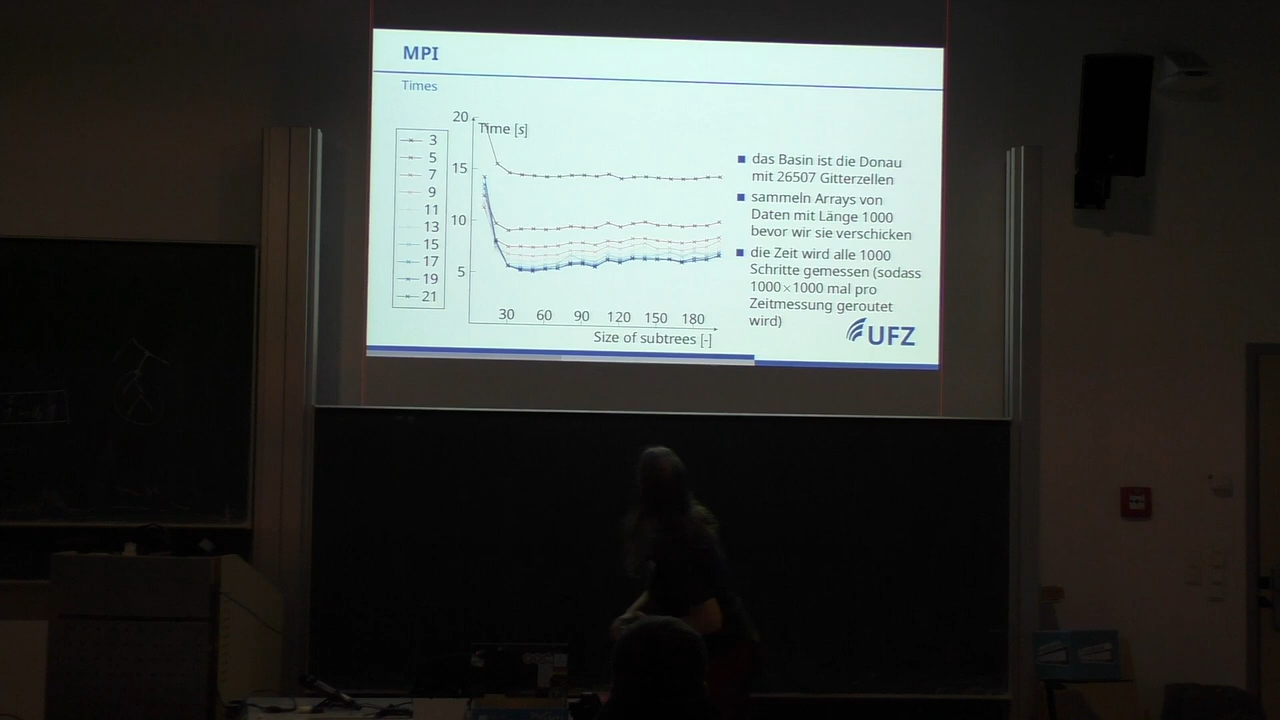 MPI
Times
20
Time [s]
15
10
5
3
5
7
9
11
13
15
17
19
21
30 60 90 120 150 180
Size of subtrees [-]
das Basin ist die Donau
mit 26507 Gitterzellen
sammeln Arrays von
Daten mit Länge 1000
bevor wir sie verschicken
die Zeit wird alle 1000
Schritte gemessen (sodass
1000×1000 mal pro
Zeitmessung geroutet
wird)
UFZ